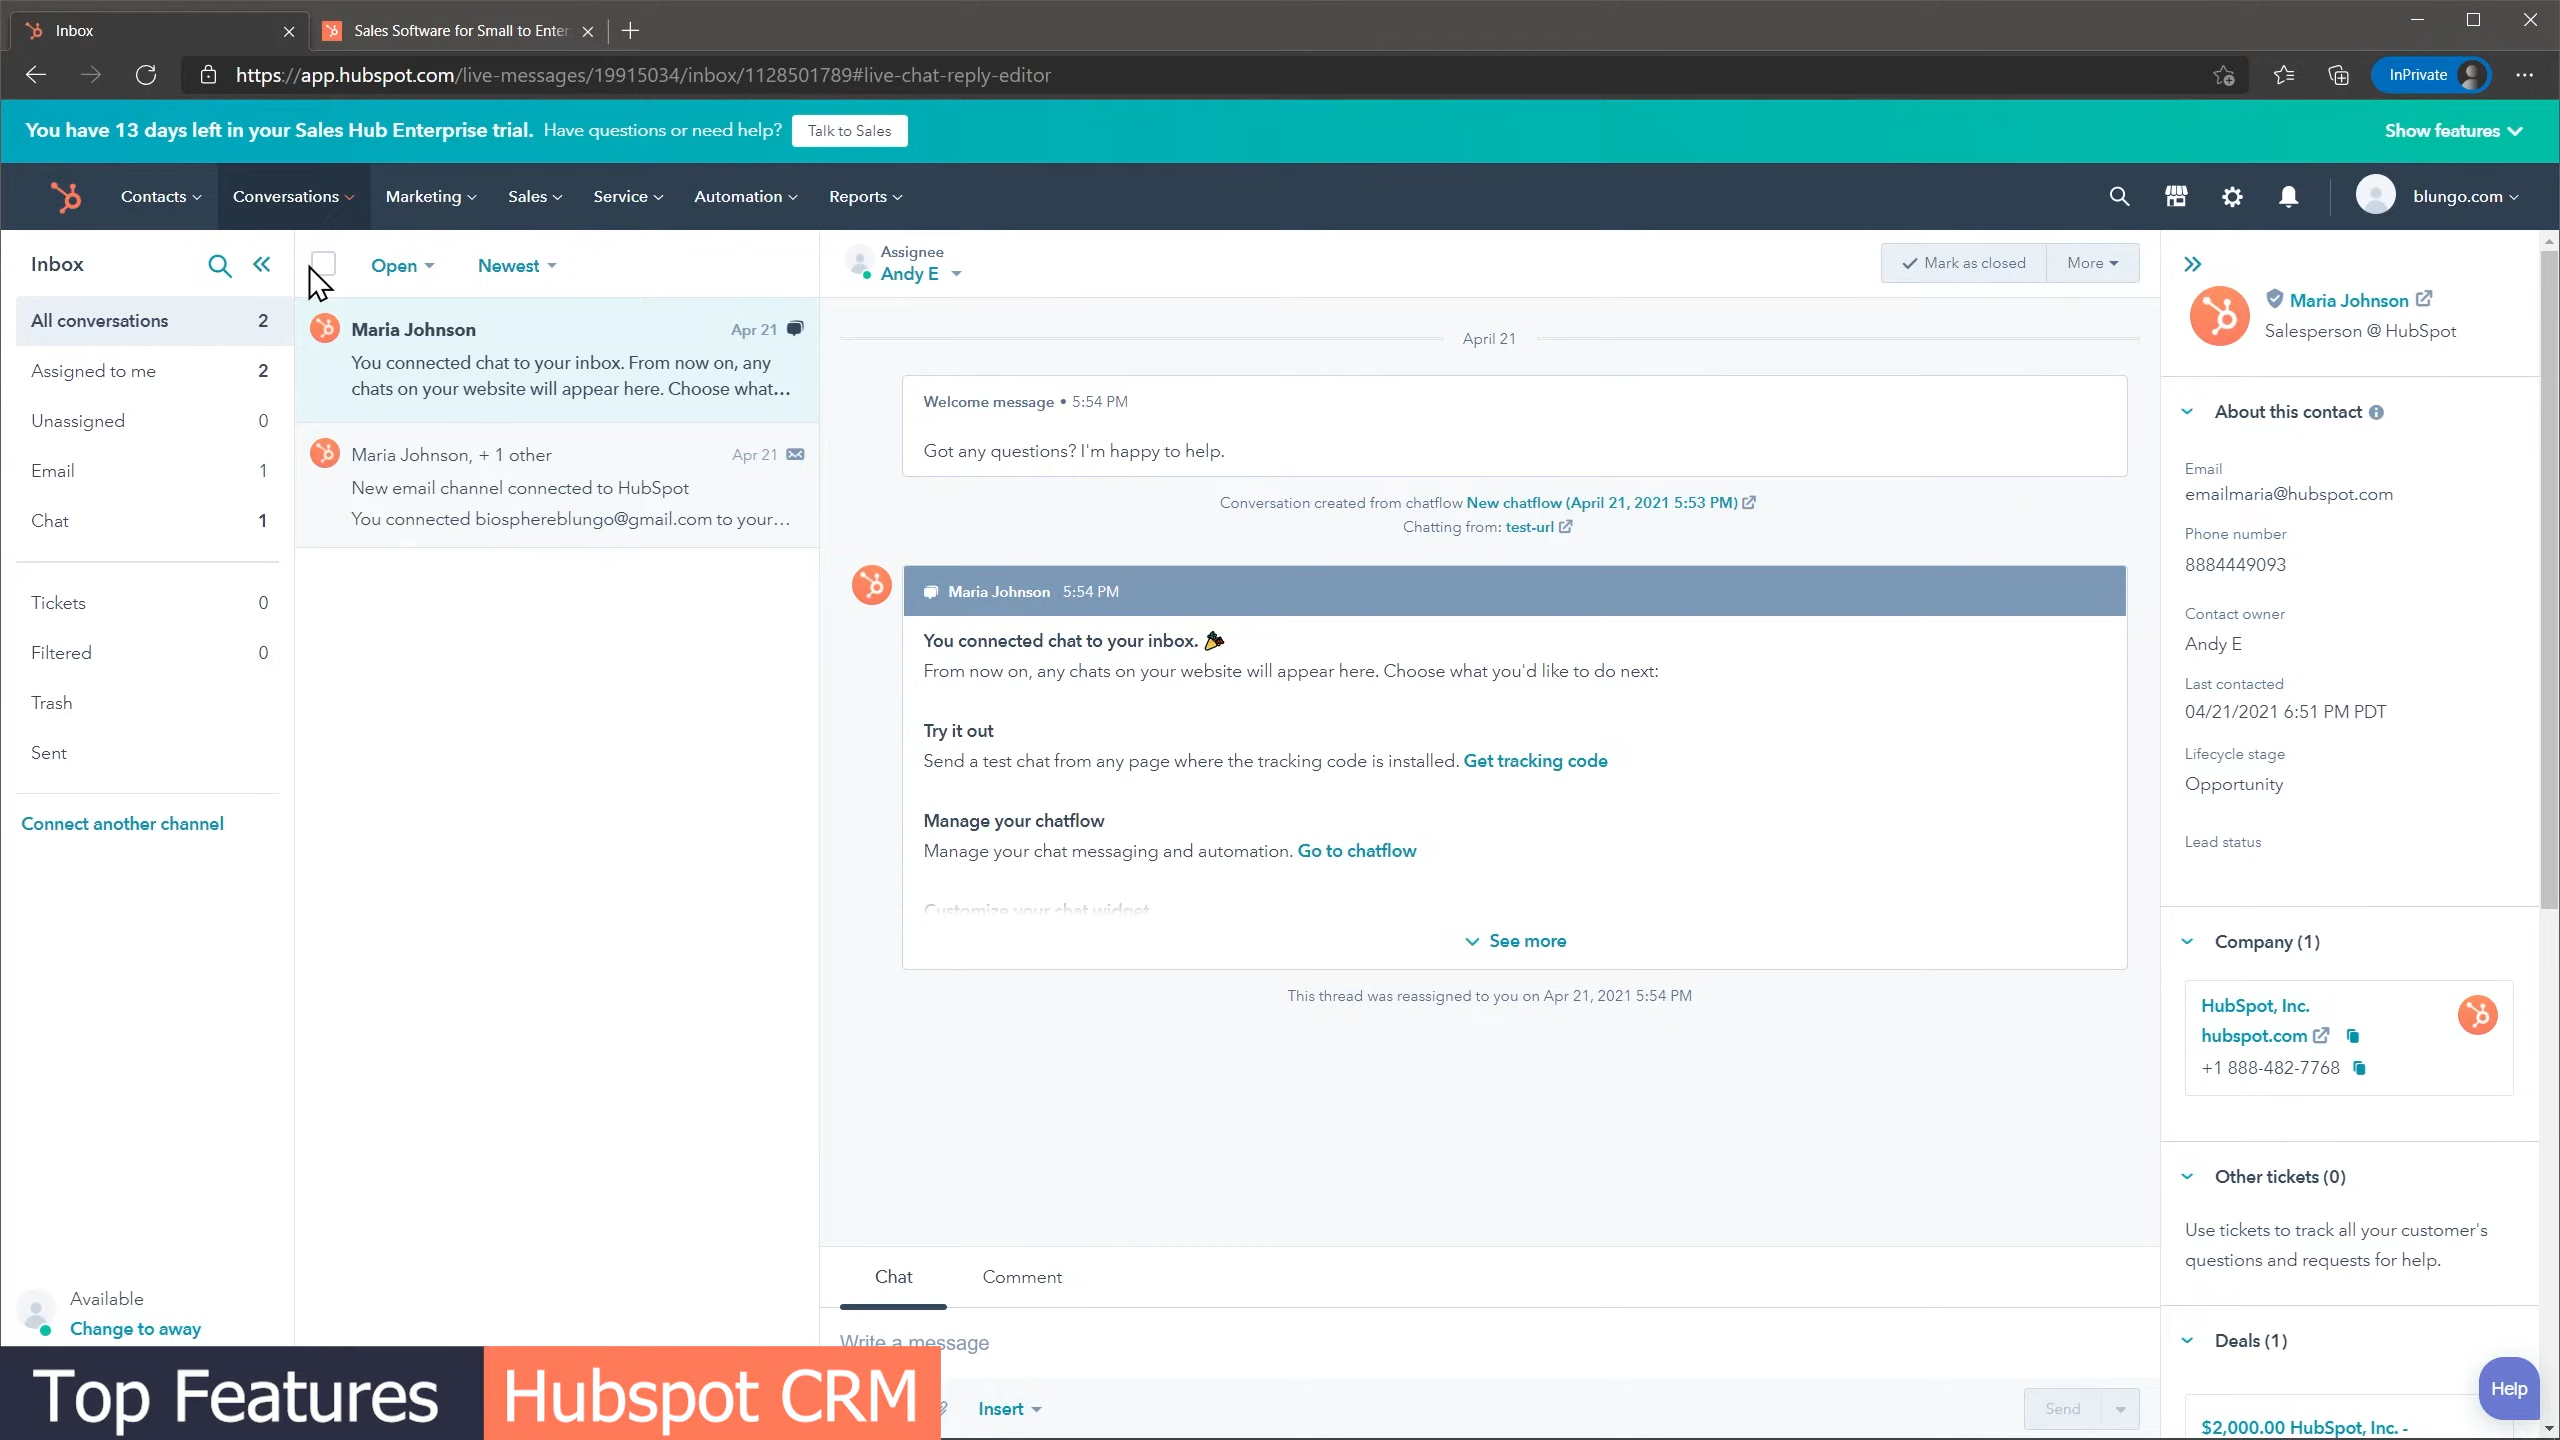 Inbox
Sales Software for Small to Enter
https://app.hubspot.com/live-messages/19915034/inbox/1128501789#live-chat-reply-editor
InPrivate
You have 13 days left in your Sales Hub Enterprise trial. Have questions or need help? Talk to Sales
Show features
Contacts
Conversations
Marketing
Sales
Service
Automation
Reports
blungo.com
Inbox
All conversations 2
Assigned to me 2
Unassigned 0
Email 1
Chat 1
Tickets 0
Filtered 0
Trash
Sent
Connect another channel
Available
Change to away
Open
Newest
Maria Johnson Apr 21
You connected chat to your inbox. From now on, any
chats on your website will appear here. Choose what...
Maria Johnson, + 1 other Apr 21
New email channel connected to HubSpot
You connected biosphereblungo@gmail.com to your...
Assignee
Andy E
Mark as closed
More
April 21
Welcome message • 5:54 PM
Got any questions? I'm happy to help.
Conversation created from chatflow New chatflow (April 21, 2021 5:53 PM)
Chatting from: test-url
Maria Johnson 5:54 PM
You connected chat to your inbox.
From now on, any chats on your website will appear here. Choose what you'd like to do next:
Try it out
Send a test chat from any page where the tracking code is installed. Get tracking code
Manage your chatflow
Manage your chat messaging and automation. Go to chatflow
Customize your chat widget
See more
This thread was reassigned to you on Apr 21, 2021 5:54 PM
Chat
Comment
Write a message
Insert
Send
Maria Johnson
Salesperson @ HubSpot
About this contact
Email
emailmaria@hubspot.com
Phone number
8884449093
Contact owner
Andy E
Last contacted
04/21/2021 6:51 PM PDT
Lifecycle stage
Opportunity
Lead status
Company (1)
HubSpot, Inc.
hubspot.com
+1 888-482-7768
Other tickets (0)
Use tickets to track all your customer's
questions and requests for help.
Deals (1)
$2,000.00 HubSpot, Inc. -
Help
Top Features
Hubspot CRM